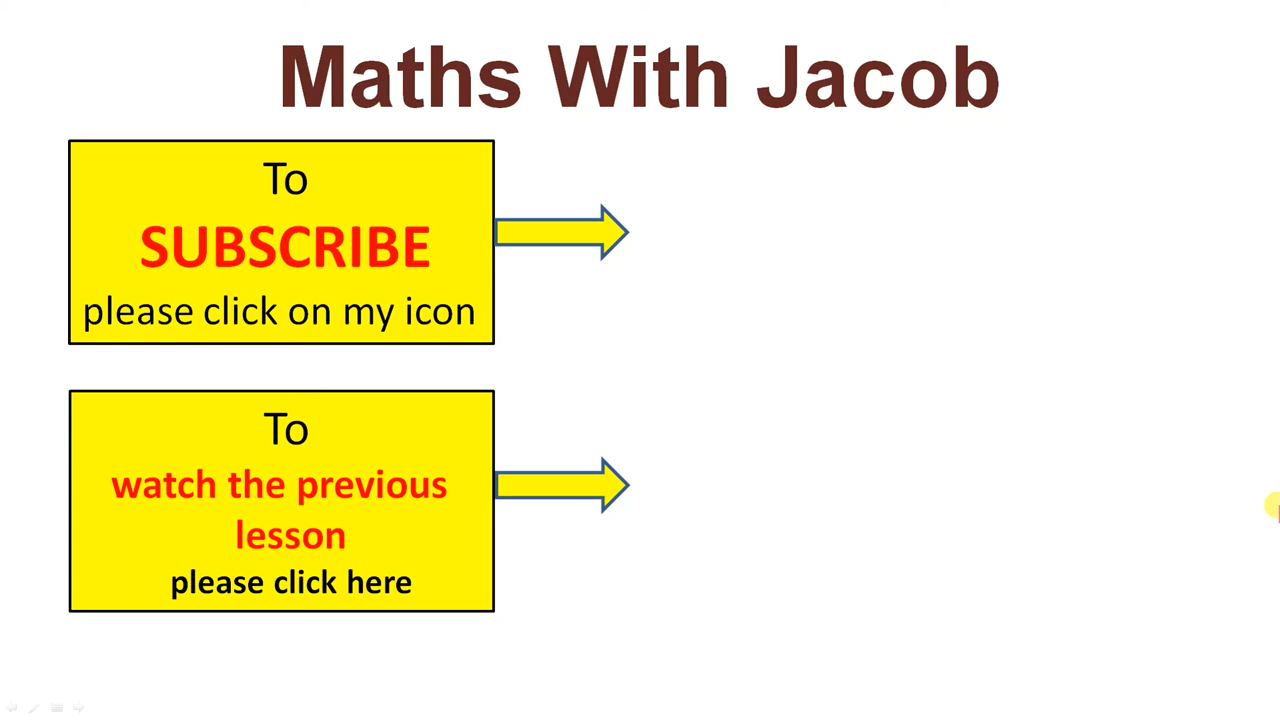 Maths With Jacob
To
SUBSCRIBE
please click on my icon
To
watch the previous
lesson
please click here